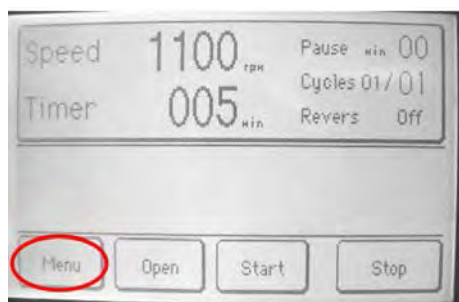 Speed 1100 rpm Pause min 00
Cycles 01/01
Timer 005 min Revers Off
Menu Open Start Stop